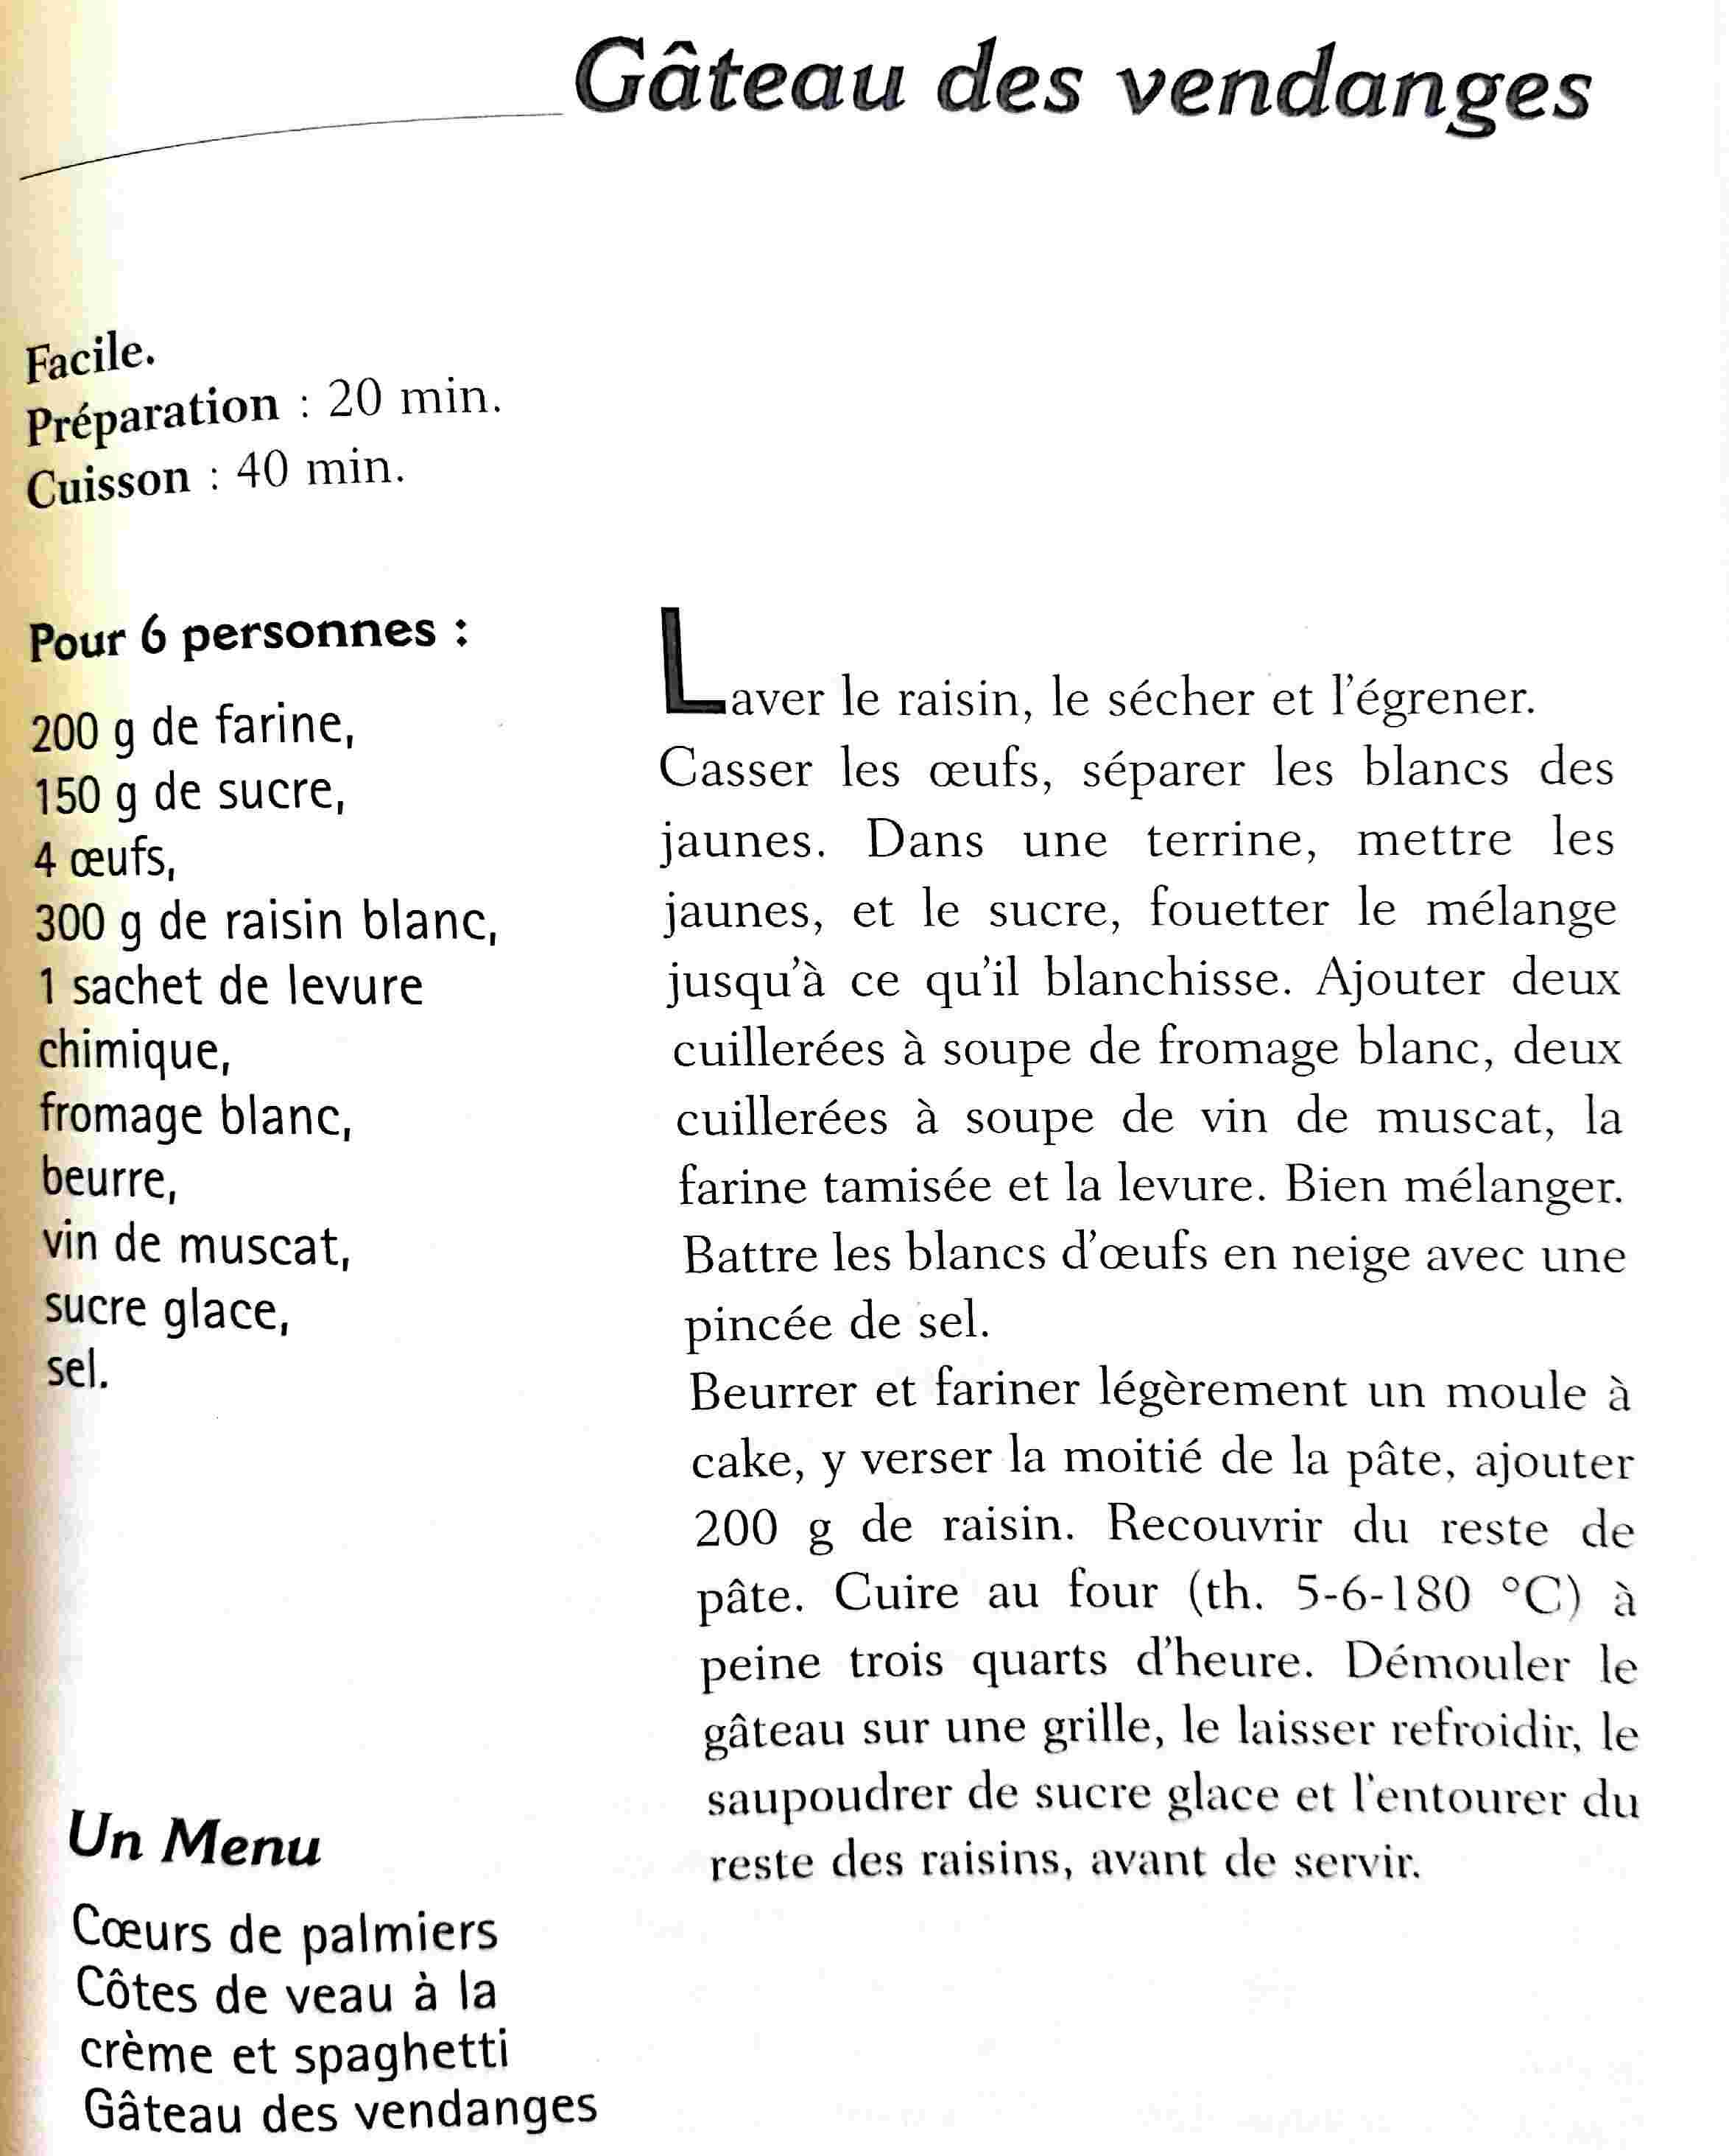 Gâteau des vendanges
Facile.
Préparation : 20 min.
Cuisson : 40 min.
Pour 6 personnes :
200 g de farine,
150 g de sucre,
4 œufs,
300 g de raisin blanc,
1 sachet de levure
chimique,
fromage blanc,
beurre,
vin de muscat,
sucre glace,
sel.
Laver le raisin, le sécher et l'égrener.
Casser les œufs, séparer les blancs des
jaunes. Dans une terrine, mettre les
jaunes, et le sucre, fouetter le mélange
jusqu'à ce qu'il blanchisse. Ajouter deux
cuillerées à soupe de fromage blanc, deux
cuillerées à soupe de vin de muscat, la
farine tamisée et la levure. Bien mélanger.
Battre les blancs d'œufs en neige avec une
pincée de sel.
Beurrer et fariner légèrement un moule à
cake, y verser la moitié de la pâte, ajouter
200 g de raisin. Recouvrir du reste de
pâte. Cuire au four (th. 5-6-180 °C) à
peine trois quarts d'heure. Démouler le
gâteau sur une grille, le laisser refroidir, le
saupoudrer de sucre glace et l'entourer du
reste des raisins, avant de servir.
Un Menu
Cœurs de palmiers
Côtes de veau à la
crème et spaghetti
Gâteau des vendanges